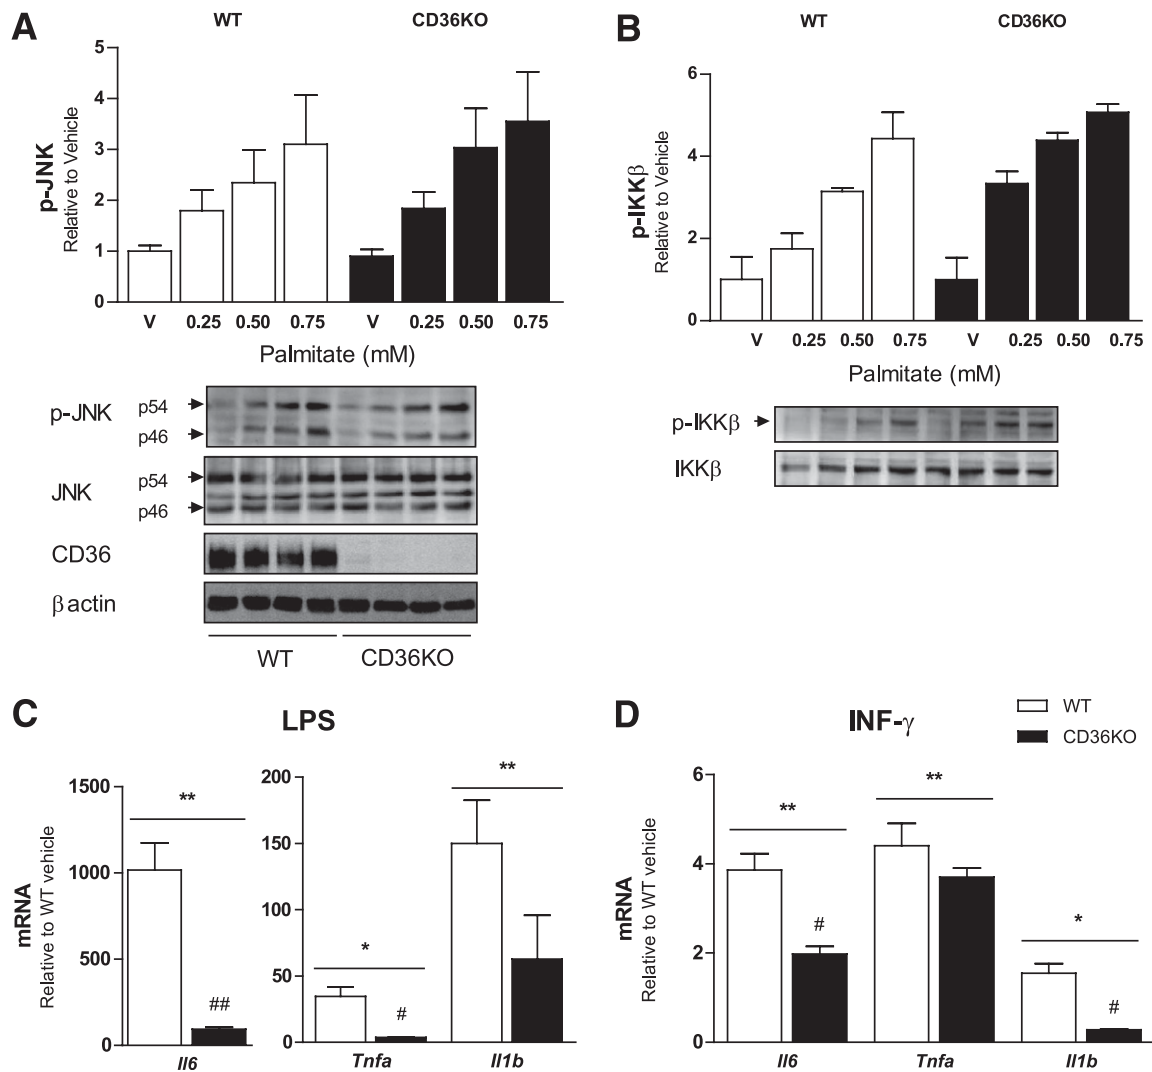 A
WT
CD36KO
p-JNK
Relative to Vehicle
5
4
3
2
1
0
V 0.25 0.50 0.75 V 0.25 0.50 0.75
Palmitate (mM)
p-JNK
p54
p46
JNK
p54
p46
CD36
β actin
WT
CD36KO
B
WT
CD36KO
p-IKKβ
Relative to Vehicle
6
4
2
0
V 0.25 0.50 0.75 V 0.25 0.50 0.75
Palmitate (mM)
p-IKKβ
IKKβ
C
LPS
mRNA
Relative to WT vehicle
1500
1000
500
0
**
##
Il6
200
150
100
50
0
*
#
**
Tnfa Il1b
D
INF-γ
WT
CD36KO
mRNA
Relative to WT vehicle
6
4
2
0
**
#
**
*
#
Il6 Tnfa Il1b